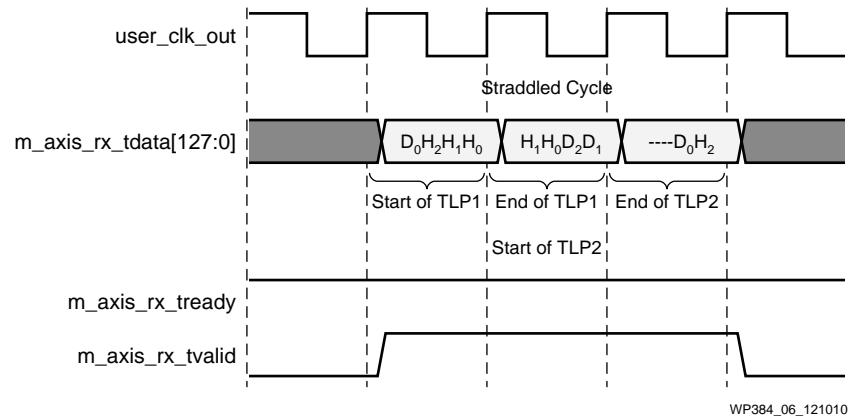 user_clk_out
Straddled Cycle
m_axis_rx_tdata[127:0]
D₀H₂H₁H₀
H₁H₀D₂D₁
----D₀H₂
Start of TLP1
End of TLP1
End of TLP2
Start of TLP2
m_axis_rx_tready
m_axis_rx_tvalid
WP384_06_121010